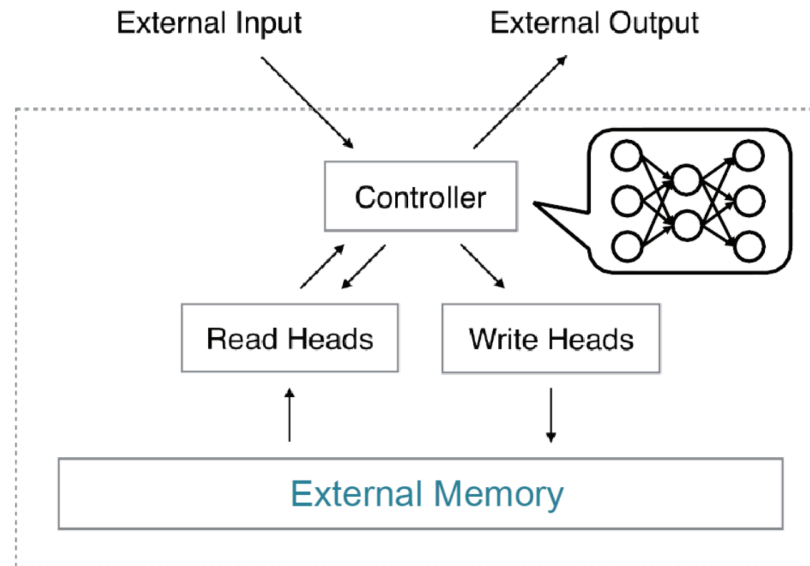 External Input
External Output
Controller
Read Heads
Write Heads
External Memory